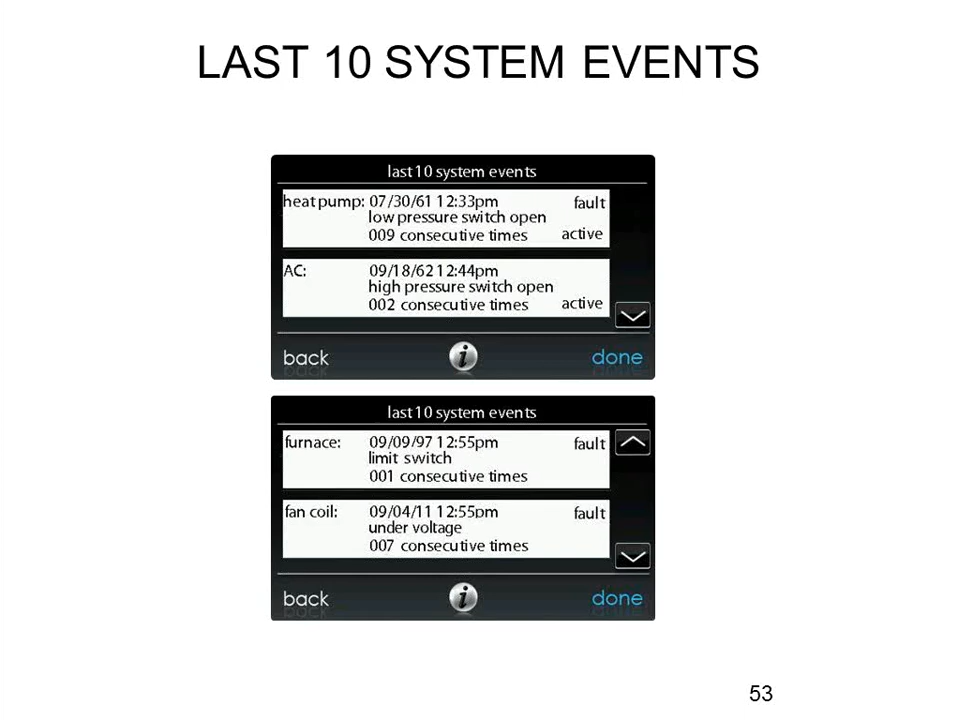 LAST 10 SYSTEM EVENTS
last 10 system events
heat pump: 07/30/61 12:33pm fault
low pressure switch open
009 consecutive times active
AC: 09/18/62 12:44pm
high pressure switch open
002 consecutive times active
back i done
last 10 system events
furnace: 09/09/97 12:55pm fault
limit switch
001 consecutive times
fan coil: 09/04/11 12:55pm fault
under voltage
007 consecutive times
back i done
53